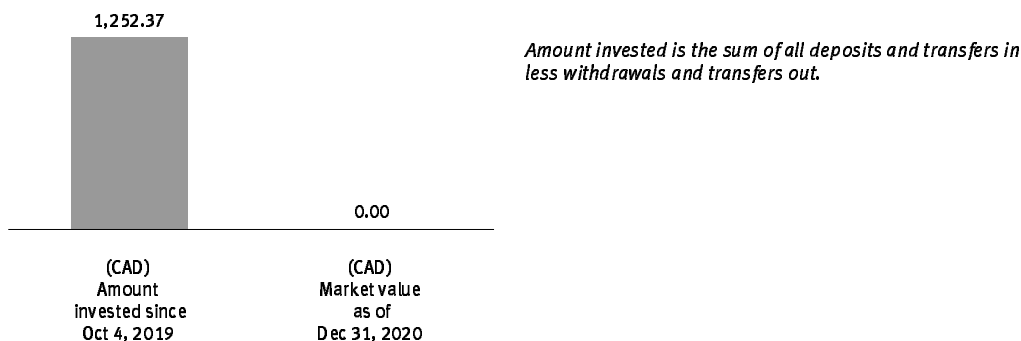 1,252.37
Amount invested is the sum of all deposits and transfers in
less withdrawals and transfers out.
0.00
(CAD)
Amount
invested since
Oct 4, 2019
(CAD)
Market value
as of
Dec 31, 2020